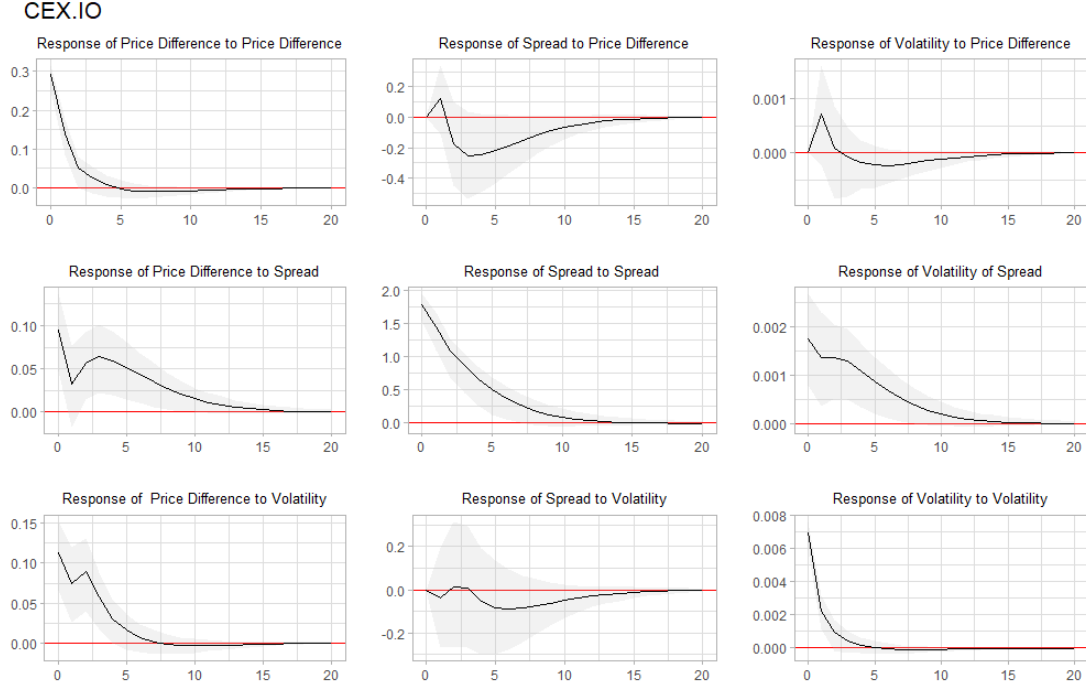 CEX.IO
Response of Price Difference to Price Difference
0.3
0.2
0.1
0.0
0 5 10 15 20
Response of Spread to Price Difference
0.2
0.0
-0.2
-0.4
0 5 10 15 20
Response of Volatility to Price Difference
0.001
0.000
0 5 10 15 20
Response of Price Difference to Spread
0.10
0.05
0.00
0 5 10 15 20
Response of Spread to Spread
2.0
1.5
1.0
0.5
0.0
0 5 10 15 20
Response of Volatility of Spread
0.002
0.001
0.000
0 5 10 15 20
Response of  Price Difference to Volatility
0.15
0.10
0.05
0.00
0 5 10 15 20
Response of Spread to Volatility
0.2
0.0
-0.2
0 5 10 15 20
Response of Volatility to Volatility
0.008
0.006
0.004
0.002
0.000
0 5 10 15 20